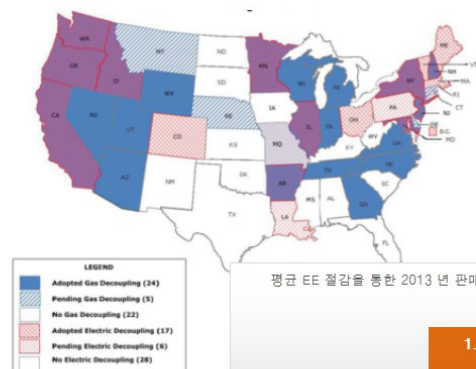 WA
MT
ND
MN
ME
VT
OR
ID
SD
WI
MI
NY
NH
MA
RI
WY
IA
NE
PA
CT
NJ
NV
UT
CO
IL
IN
OH
DE
MD
D.C.
CA
KS
MO
WV
VA
KY
AZ
NM
OK
AR
TN
NC
SC
TX
LA
MS
AL
GA
FL
LEGEND
Adopted Gas Decoupling (24)
Pending Gas Decoupling (5)
No Gas Decoupling (22)
Adopted Electric Decoupling (17)
Pending Electric Decoupling (6)
No Electric Decoupling (28)
평균 EE 절감을 통한 2013 년 판매
1.